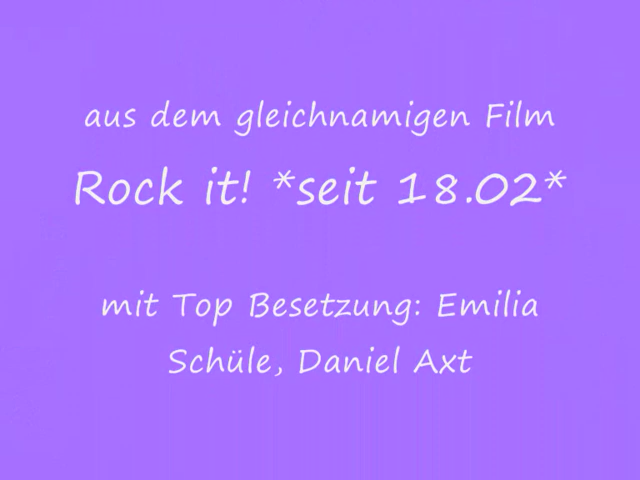 aus dem gleichnamigen Film
Rock it! *seit 18.02*
mit Top Besetzung: Emilia
Schüle, Daniel Axt